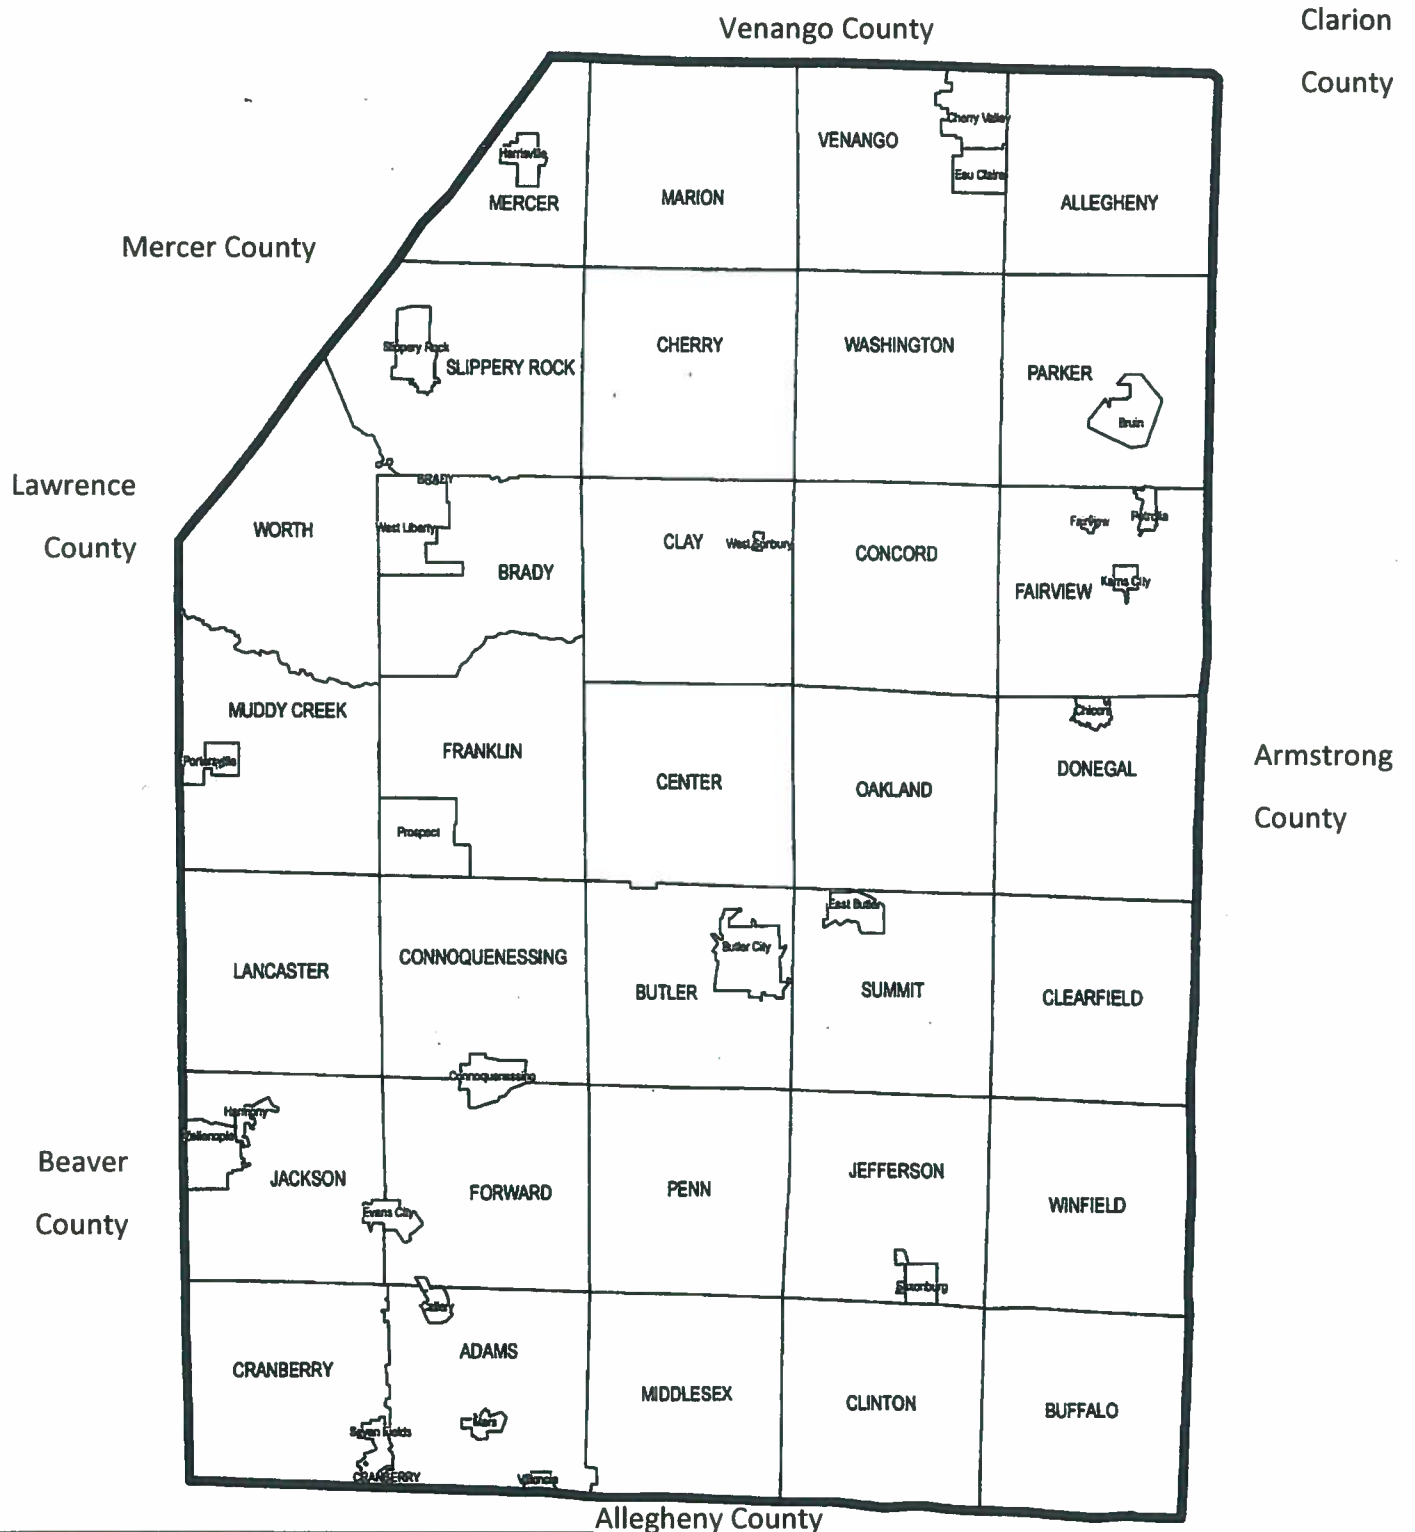 Venango County
Clarion
County
Cherry Valley
VENANGO
Harrisville
Eau Claire
MERCER
MARION
ALLEGHENY
Mercer County
Slippery Rock
CHERRY
WASHINGTON
SLIPPERY ROCK
PARKER
Bruin
Lawrence
County
BRADY
WORTH
West Liberty
Fairview
Petrolia
CLAY
West Sunbury
CONCORD
BRADY
FAIRVIEW
Karns City
MUDDY CREEK
Chicora
Portersville
FRANKLIN
CENTER
OAKLAND
DONEGAL
Armstrong
County
Prospect
East Butler
Butler City
LANCASTER
CONNOQUENESSING
BUTLER
SUMMIT
CLEARFIELD
Connoquenessing
Harmony
Zelienople
Beaver
County
JACKSON
FORWARD
PENN
JEFFERSON
WINFIELD
Evans City
Saxonburg
Callery
CRANBERRY
ADAMS
MIDDLESEX
CLINTON
BUFFALO
Mars
Seven Fields
CRANBERRY
Valencia
Allegheny County